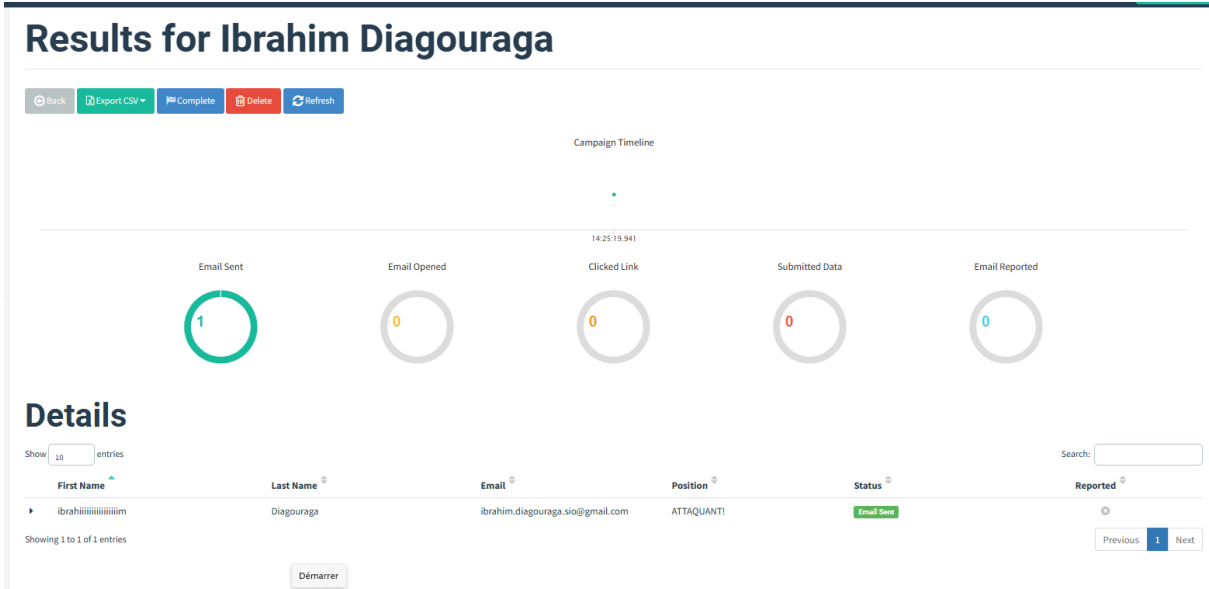 Results for Ibrahim Diagouraga
Back Export CSV Complete Delete Refresh
Campaign Timeline
14:25:19.941
Email Sent Email Opened Clicked Link Submitted Data Email Reported
1 0 0 0 0
Details
Show 10 entries Search:
First Name Last Name Email Position Status Reported
ibrahiiiiiiiiiiiiiiiiim Diagouraga ibrahim.diagouraga.sio@gmail.com ATTAQUANT! Email Sent
Showing 1 to 1 of 1 entries Previous 1 Next
Démarrer